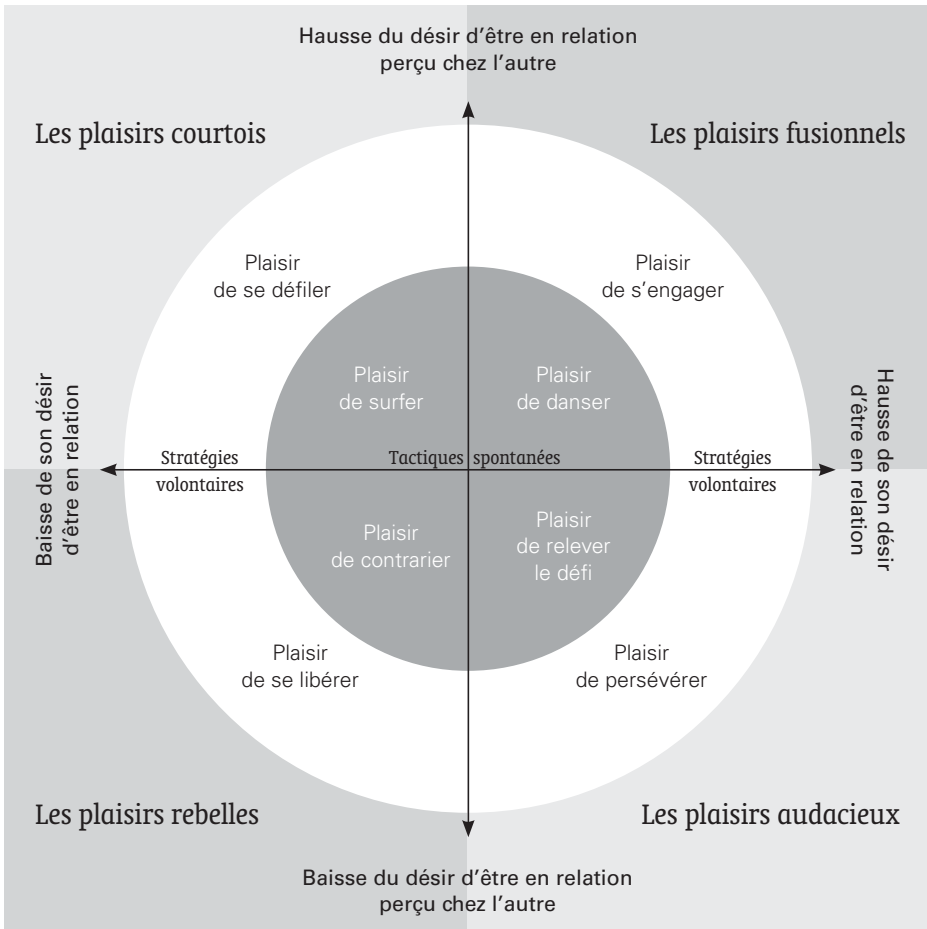 Hausse du désir d’être en relation
perçu chez l’autre
Les plaisirs courtois
Les plaisirs fusionnels
Plaisir
de se défiler
Plaisir
de s’engager
Plaisir
de surfer
Plaisir
de danser
Baisse de son désir
d’être en relation
Stratégies
volontaires
Tactiques spontanées
Stratégies
volontaires
Hausse de son désir
d’être en relation
Plaisir
de contrarier
Plaisir
de relever
le défi
Plaisir
de se libérer
Plaisir
de persévérer
Les plaisirs rebelles
Les plaisirs audacieux
Baisse du désir d’être en relation
perçu chez l’autre